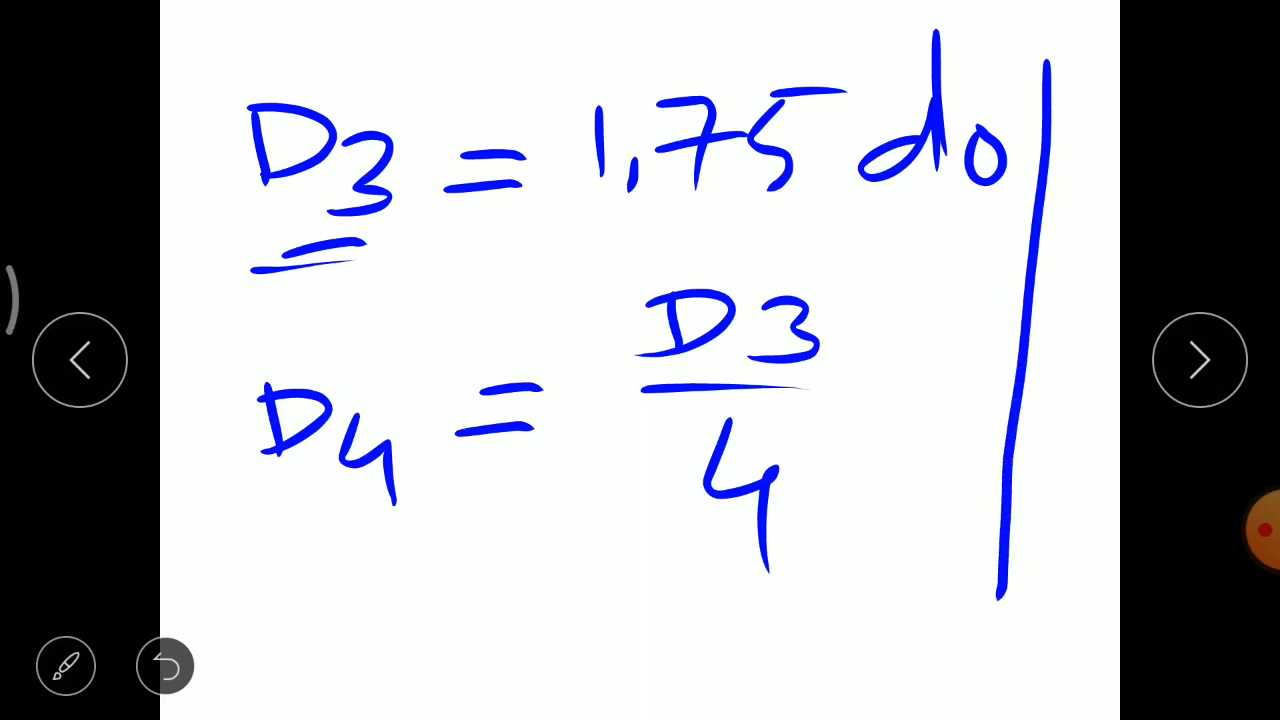 D3 = 1,75 do
D4 = D3
4